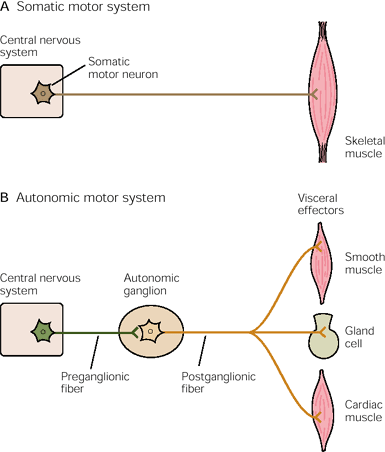 A Somatic motor system
Central nervous
system
Somatic
motor neuron
Skeletal
muscle
B Autonomic motor system
Visceral
effectors
Central nervous
system
Autonomic
ganglion
Smooth
muscle
Gland
cell
Preganglionic
fiber
Postganglionic
fiber
Cardiac
muscle